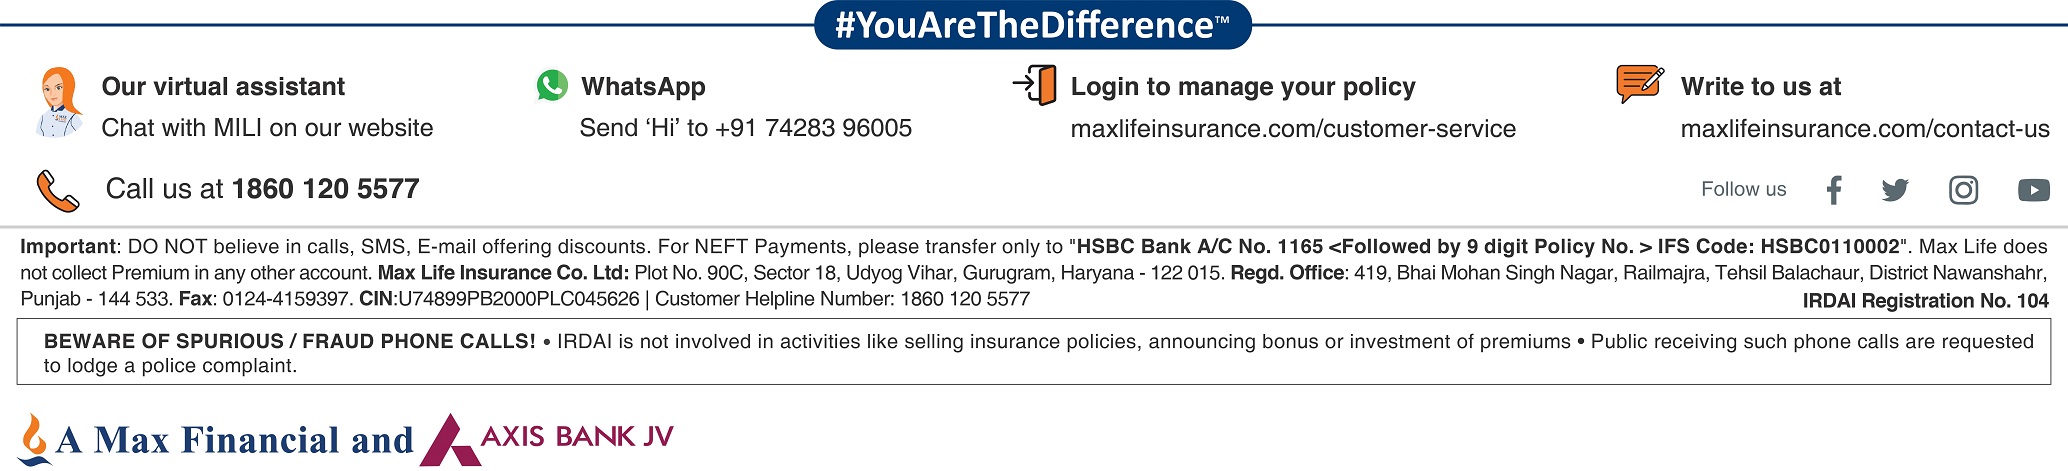 #YouAreTheDifference™
Our virtual assistant
Chat with MILI on our website
WhatsApp
Send ‘Hi’ to +91 74283 96005
Login to manage your policy
maxlifeinsurance.com/customer-service
Write to us at
maxlifeinsurance.com/contact-us
Call us at 1860 120 5577
Follow us
Important: DO NOT believe in calls, SMS, E-mail offering discounts. For NEFT Payments, please transfer only to "HSBC Bank A/C No. 1165 <Followed by 9 digit Policy No. > IFS Code: HSBC0110002". Max Life does
not collect Premium in any other account. Max Life Insurance Co. Ltd: Plot No. 90C, Sector 18, Udyog Vihar, Gurugram, Haryana - 122 015. Regd. Office: 419, Bhai Mohan Singh Nagar, Railmajra, Tehsil Balachaur, District Nawanshahr,
Punjab - 144 533. Fax: 0124-4159397. CIN:U74899PB2000PLC045626 | Customer Helpline Number: 1860 120 5577
IRDAI Registration No. 104
BEWARE OF SPURIOUS / FRAUD PHONE CALLS! • IRDAI is not involved in activities like selling insurance policies, announcing bonus or investment of premiums • Public receiving such phone calls are requested
to lodge a police complaint.
A Max Financial and AXIS BANK JV